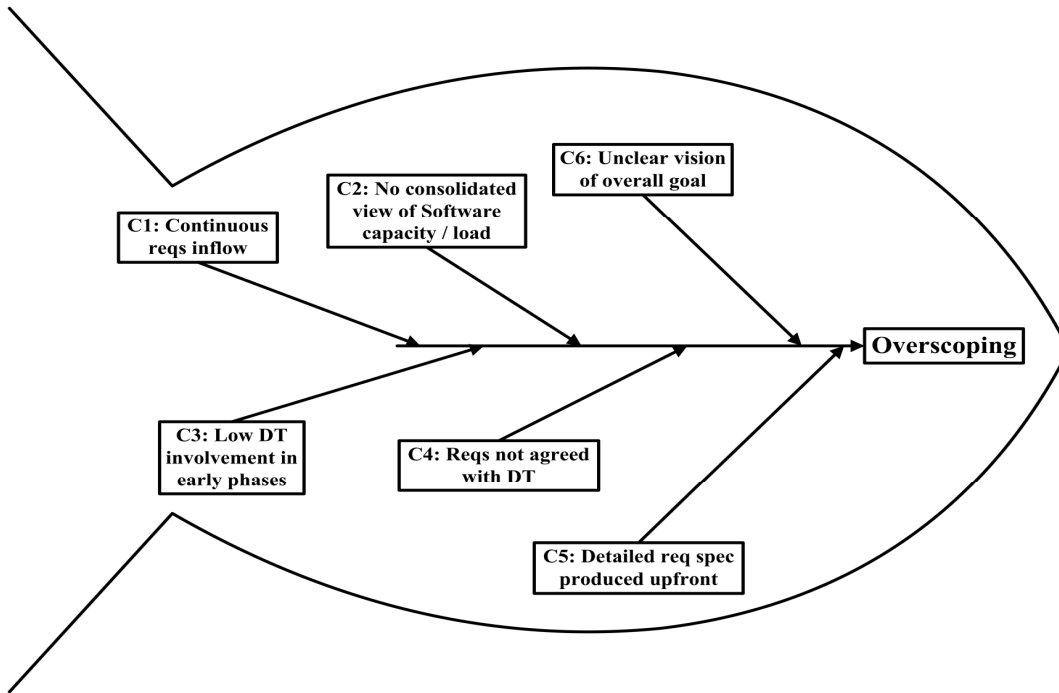 C6: Unclear vision
of overall goal
C2: No consolidated
view of Software
capacity / load
C1: Continuous
reqs inflow
Overscoping
C3: Low DT
involvement in
early phases
C4: Reqs not agreed
with DT
C5: Detailed req spec
produced upfront